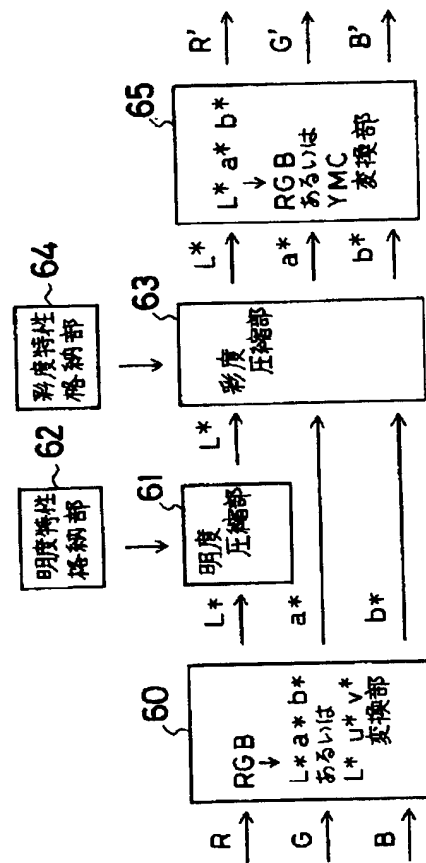 R
G
B
60
RGB
↓
L* a* b*
あるいは
L* u* v*
変換部
L*
a*
b*
62
明度特性
格納部
61
明度
圧縮部
L*
64
彩度特性
格納部
63
彩度
圧縮部
L*
a*
b*
65
L* a* b*
↓
RGB
あるいは
YMC
変換部
R'
G'
B'